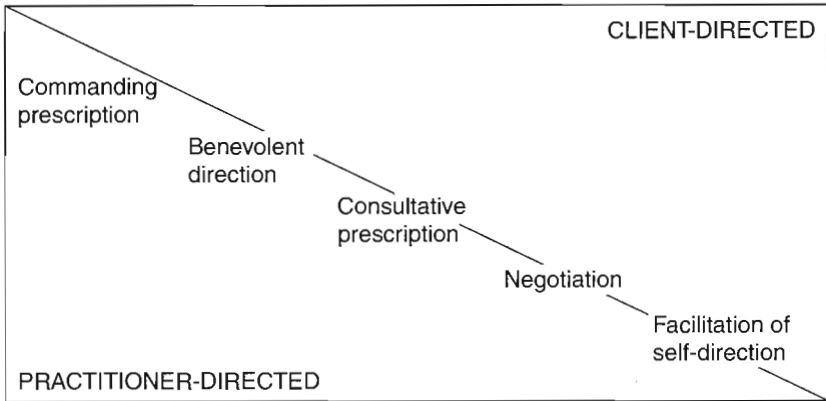 CLIENT-DIRECTED
Commanding
prescription
Benevolent
direction
Consultative
prescription
Negotiation
Facilitation of
self-direction
PRACTITIONER-DIRECTED